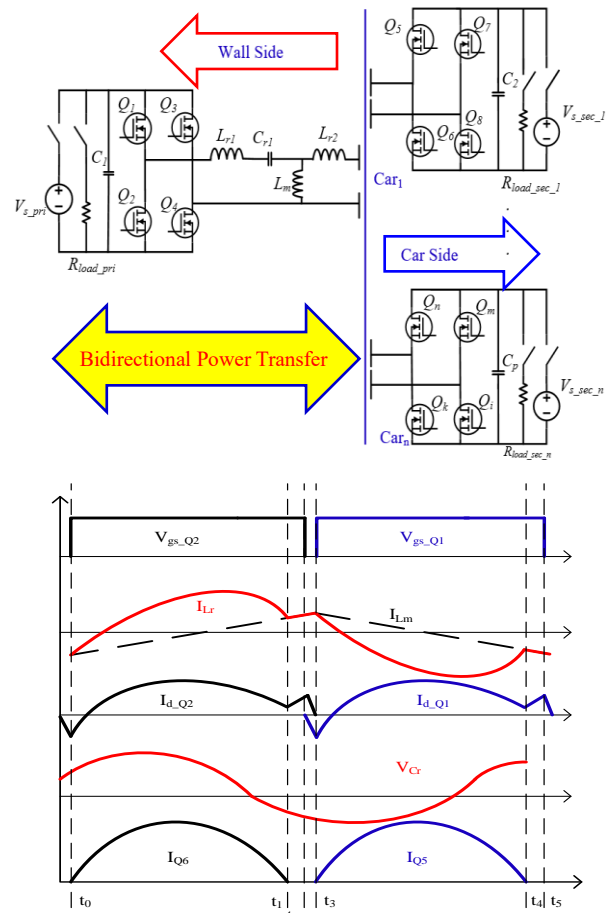 Wall Side
Q5
Q7
C2
Vs_sec_1
Q6
Q8
Rload_sec_1
Q1
Q3
Lr1
Cr1
Lr2
C1
Lm
Car1
Vs_pri
Q2
Q4
Rload_pri
Car Side
Bidirectional Power Transfer
Qn
Qm
Cp
Vs_sec_n
Qk
Qi
Rload_sec_n
Carn
Vgs_Q2
Vgs_Q1
ILr
ILm
Id_Q2
Id_Q1
VCr
IQ6
IQ5
t0
t1
t3
t4
t5